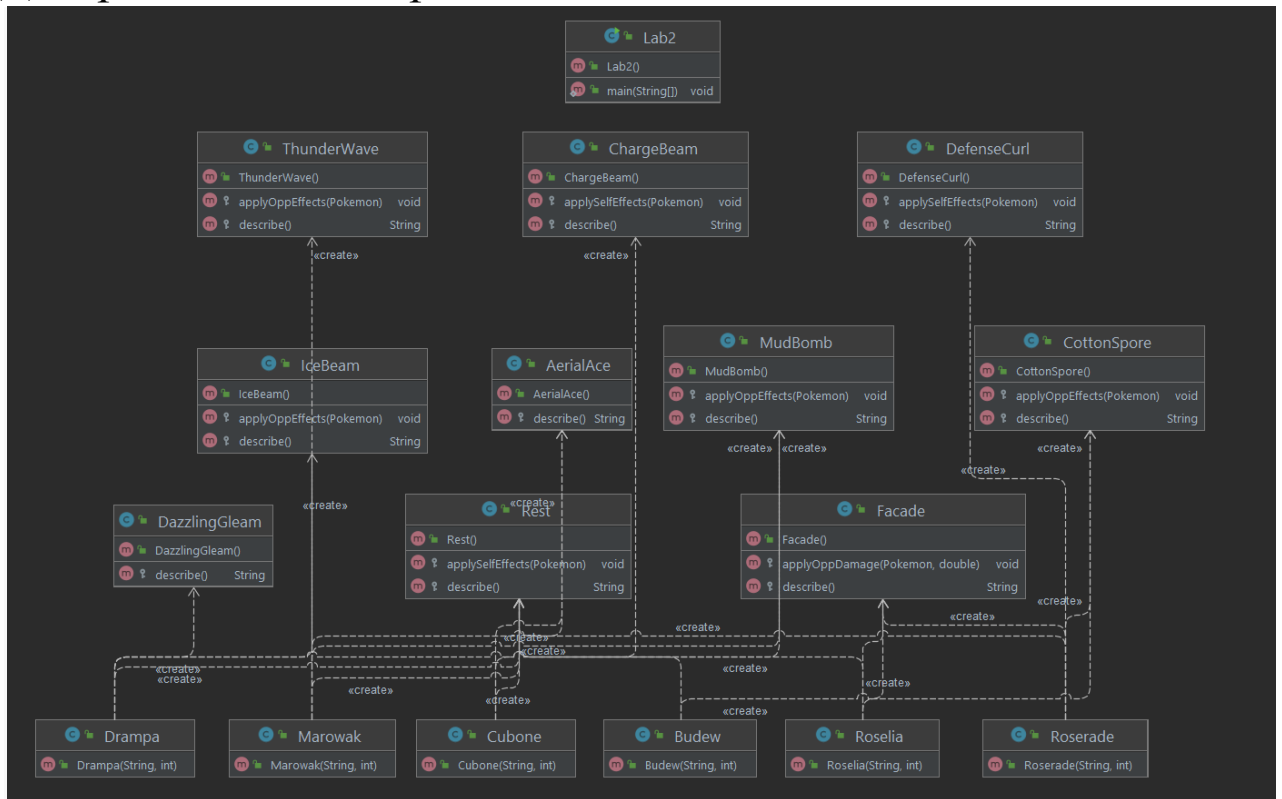 Lab2
Lab2()
main(String[]) void
ThunderWave
ThunderWave()
applyOppEffects(Pokemon) void
describe() String
ChargeBeam
ChargeBeam()
applySelfEffects(Pokemon) void
describe() String
DefenseCurl
DefenseCurl()
applySelfEffects(Pokemon) void
describe() String
«create»
«create»
IceBeam
IceBeam()
applyOppEffects(Pokemon) void
describe() String
AerialAce
AerialAce()
describe() String
MudBomb
MudBomb()
applyOppEffects(Pokemon) void
describe() String
CottonSpore
CottonSpore()
applyOppEffects(Pokemon) void
describe() String
«create» «create»
«create»
«create»
«create»
DazzlingGleam
DazzlingGleam()
describe() String
Rest
Rest()
applySelfEffects(Pokemon) void
describe() String
Facade
Facade()
applyOppDamage(Pokemon, double) void
describe() String
«create»
«create»
«create»
«create»
«create»
«create»
«create»
«create»
«create»
«create»
Drampa
Drampa(String, int)
Marowak
Marowak(String, int)
Cubone
Cubone(String, int)
Budew
Budew(String, int)
Roselia
Roselia(String, int)
Roserade
Roserade(String, int)